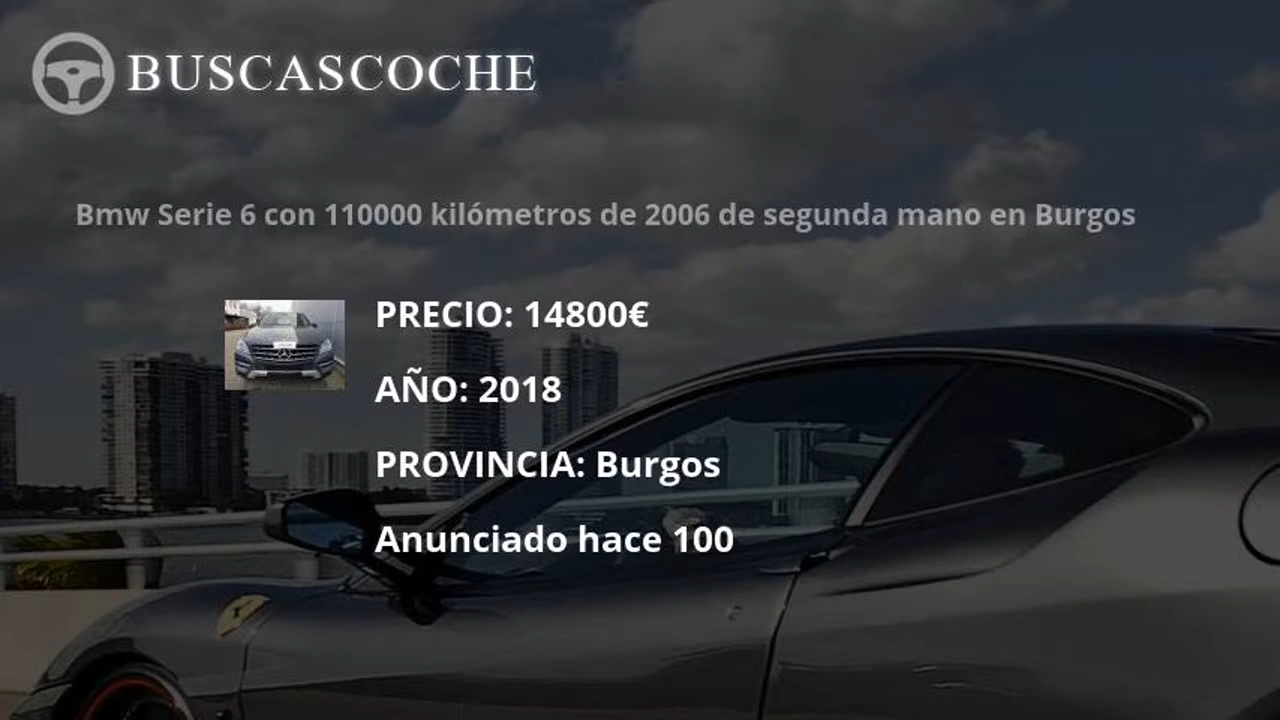 BUSCASCOCHE
Bmw Serie 6 con 110000 kilómetros de 2006 de segunda mano en Burgos
PRECIO: 14800€
AÑO: 2018
PROVINCIA: Burgos
Anunciado hace 100